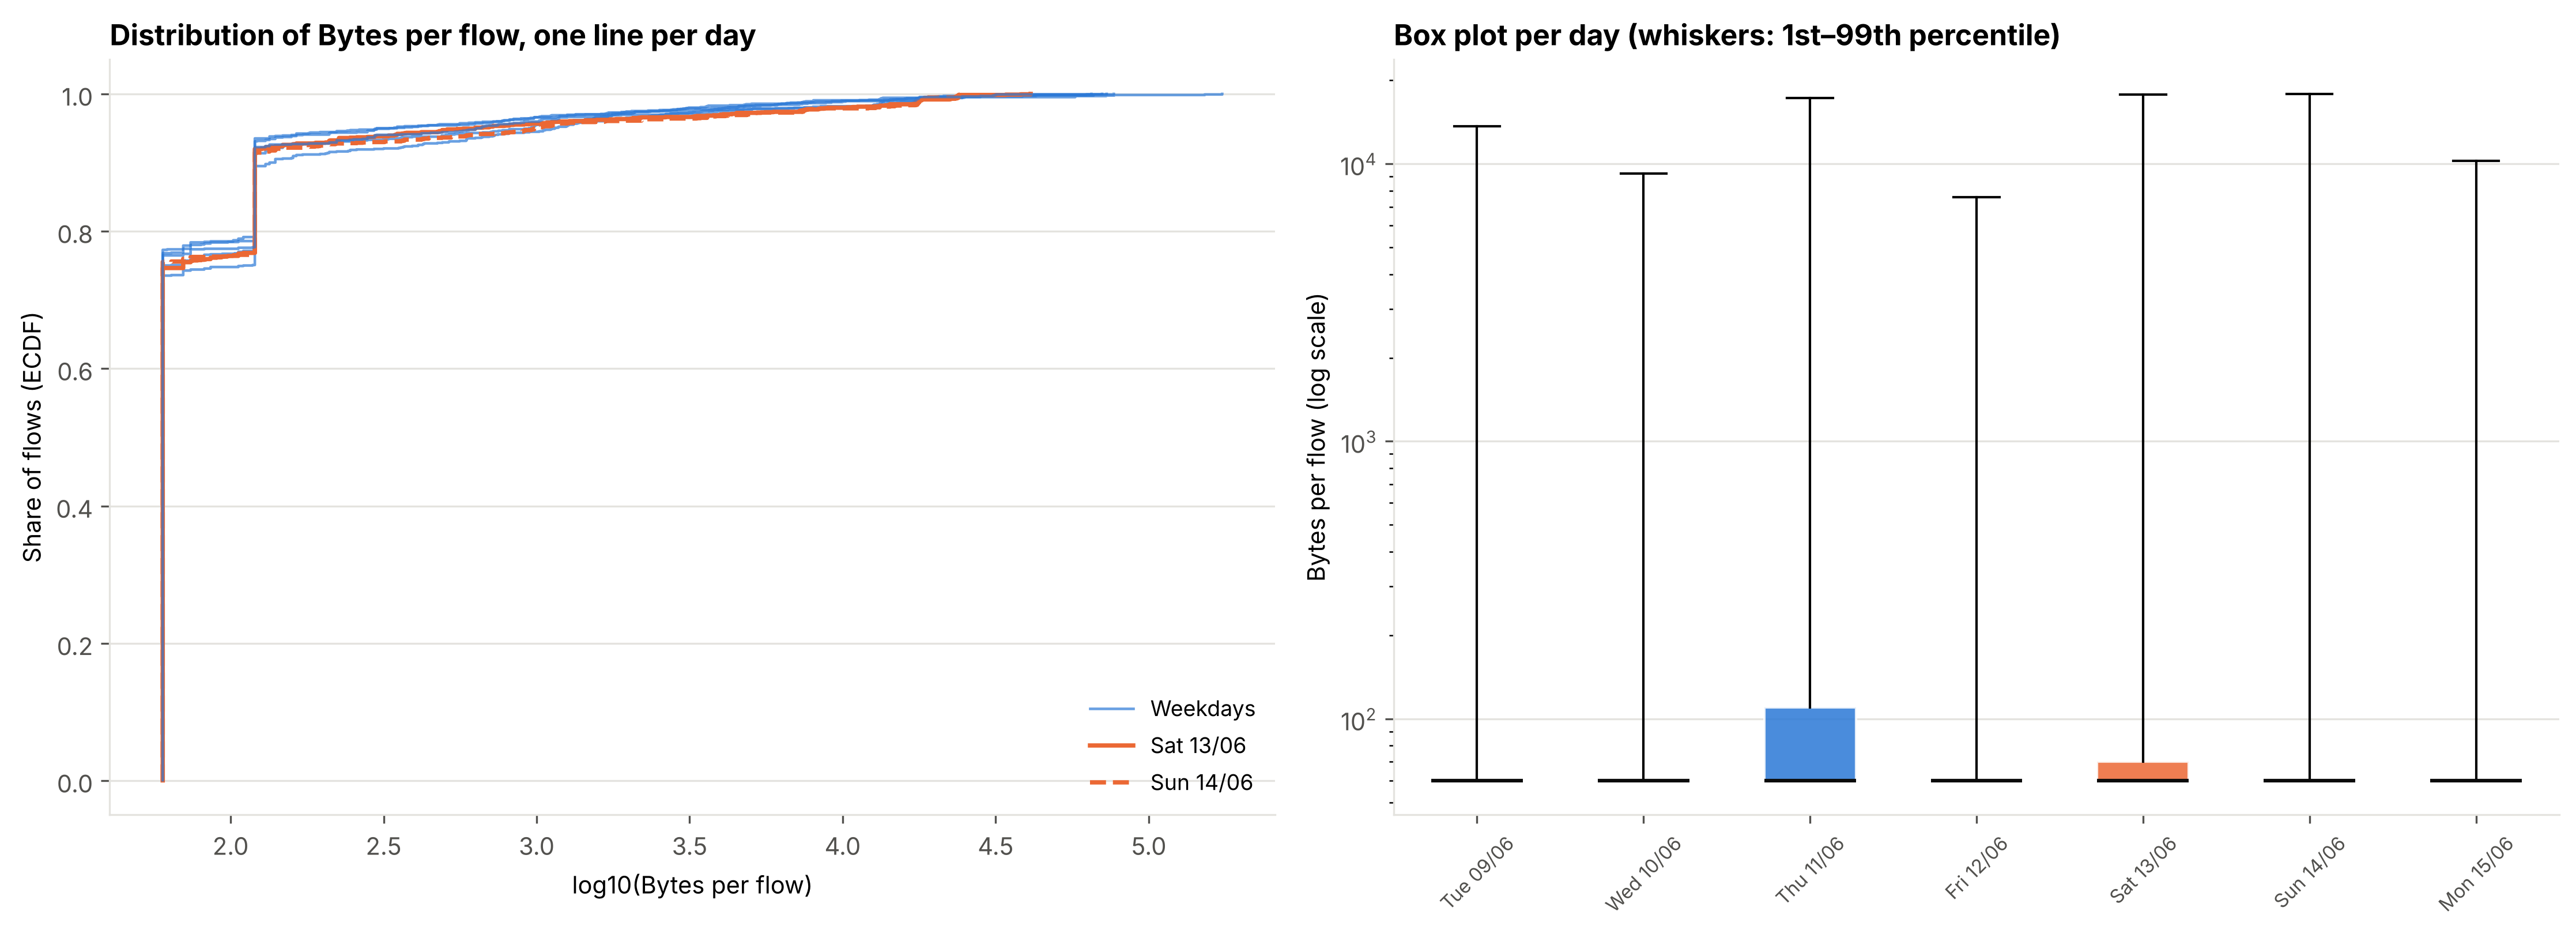 Distribution of Bytes per flow, one line per day
Share of flows (ECDF)
1.0
0.8
0.6
0.4
0.2
0.0
Weekdays
Sat 13/06
Sun 14/06
2.0 2.5 3.0 3.5 4.0 4.5 5.0
log10(Bytes per flow)
Box plot per day (whiskers: 1st–99th percentile)
Bytes per flow (log scale)
10⁴
10³
10²
Tue 09/06 Wed 10/06 Thu 11/06 Fri 12/06 Sat 13/06 Sun 14/06 Mon 15/06